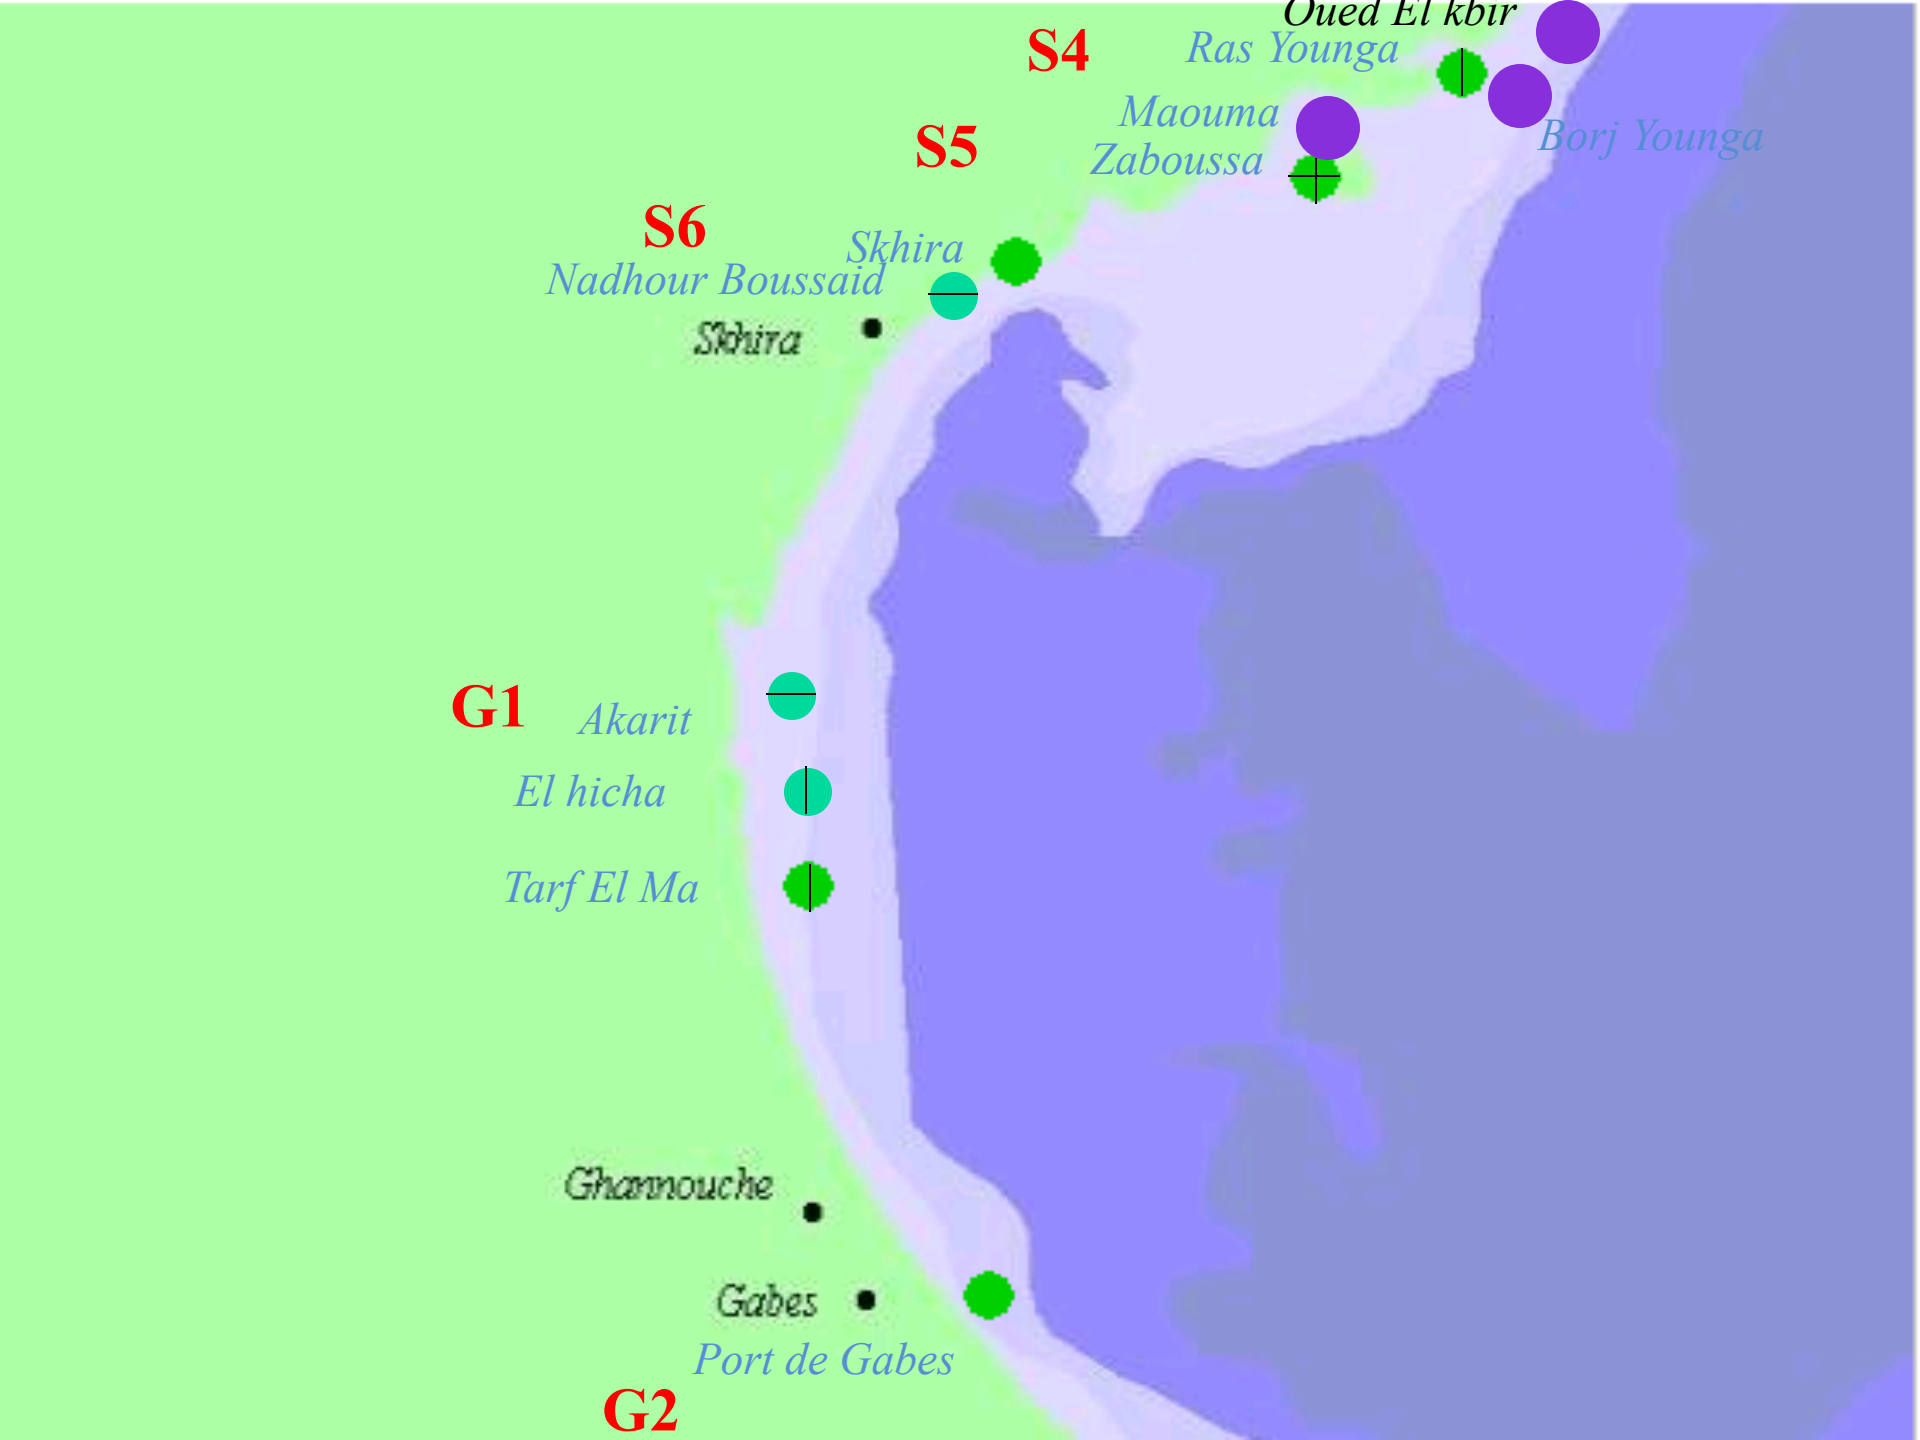 Oued El kbir
S4
Ras Younga
Maouma
Borj Younga
S5
Zaboussa
S6
Skhira
Nadhour Boussaid
Skhira
G1
Akarit
El hicha
Tarf El Ma
Ghannouche
Gabes
Port de Gabes
G2